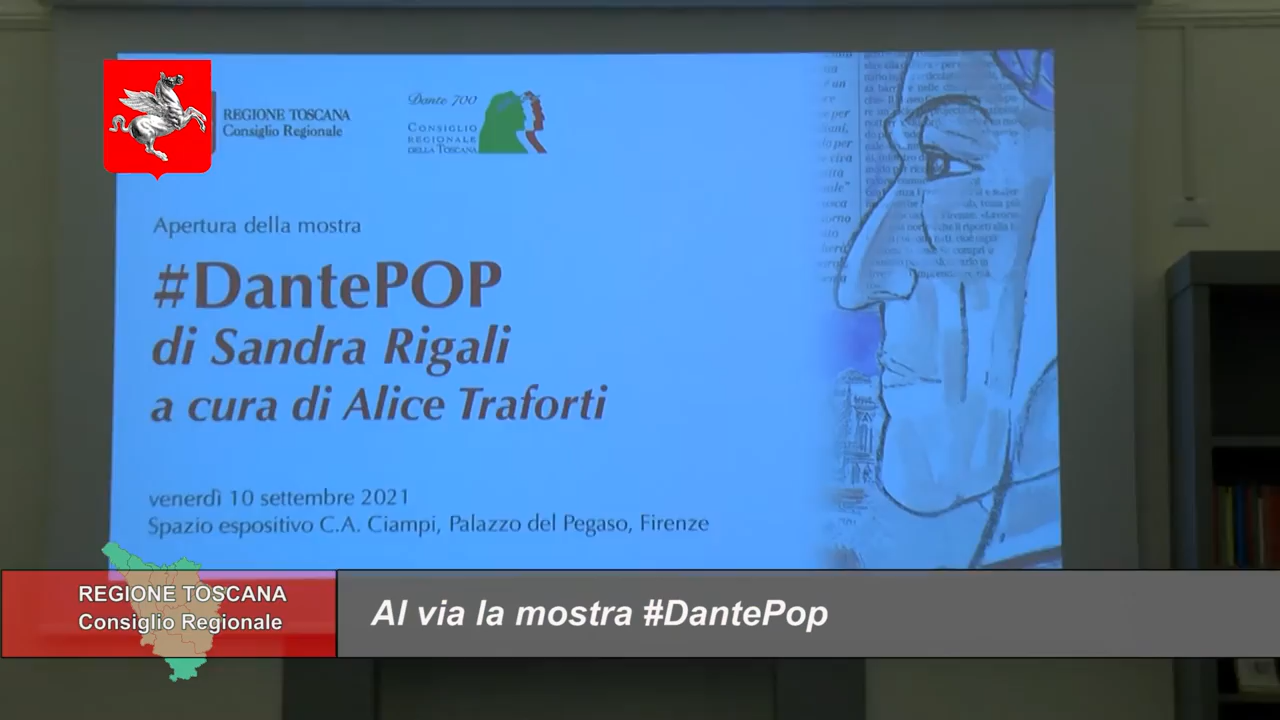 REGIONE TOSCANA
Consiglio Regionale
Dante 700
CONSIGLIO
REGIONALE
DELLA TOSCANA
Apertura della mostra
#DantePOP
di Sandra Rigali
a cura di Alice Traforti
venerdì 10 settembre 2021
Spazio espositivo C.A. Ciampi, Palazzo del Pegaso, Firenze
REGIONE TOSCANA
Consiglio Regionale
Al via la mostra #DantePop